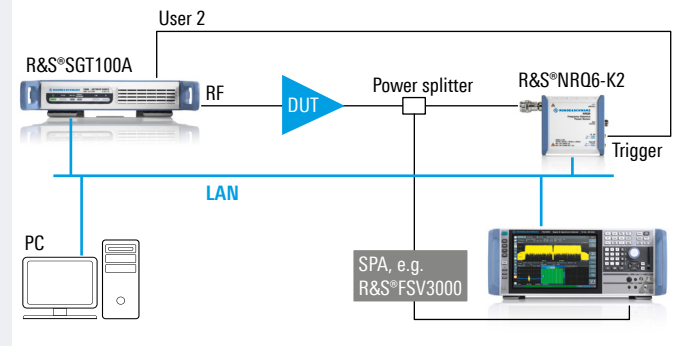 User 2
R&S®SGT100A
RF
DUT
Power splitter
R&S®NRQ6-K2
Trigger
LAN
PC
SPA, e.g.
R&S®FSV3000